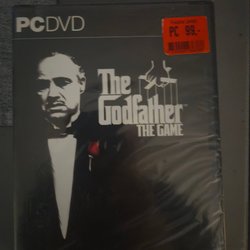 PC DVD
PC 99,-
The
Godfather
THE GAME